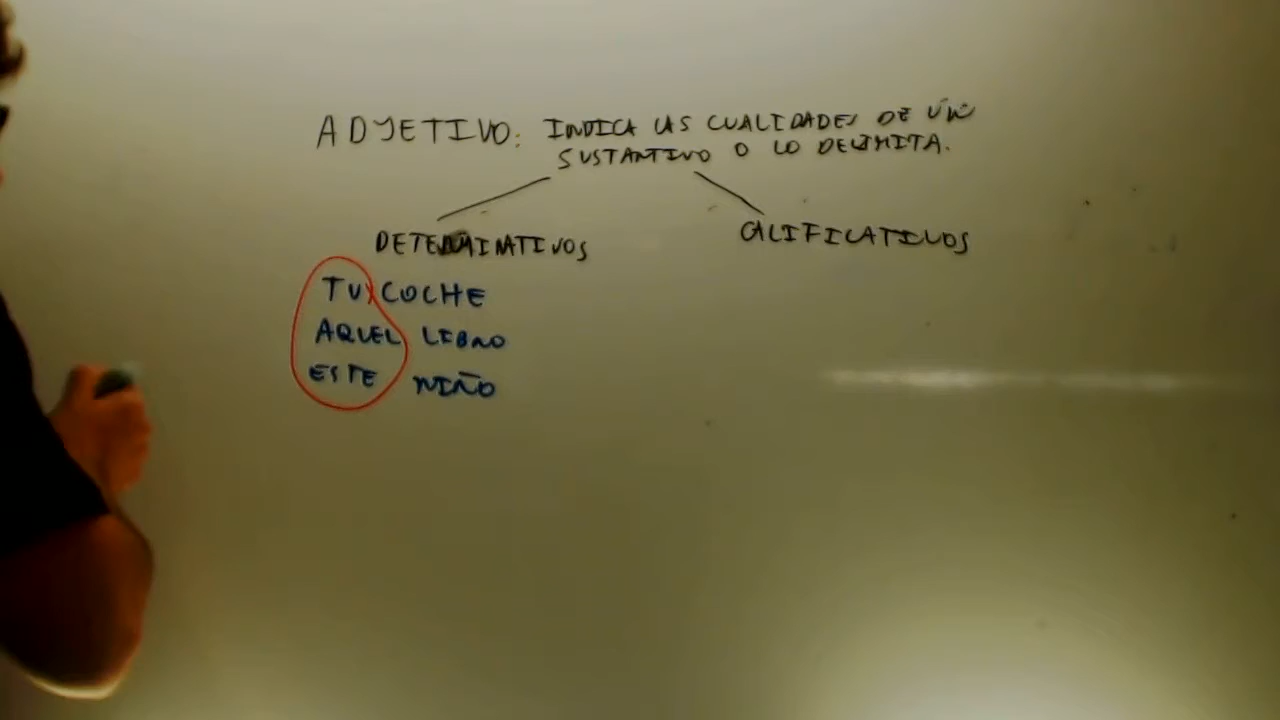 ADJETIVO: INDICA LAS CUALIDADES DE UN
SUSTANTIVO O LO DELIMITA.
DETERMINATIVOS
CALIFICATIVOS
TU COCHE
AQUEL LIBRO
ESTE NIÑO